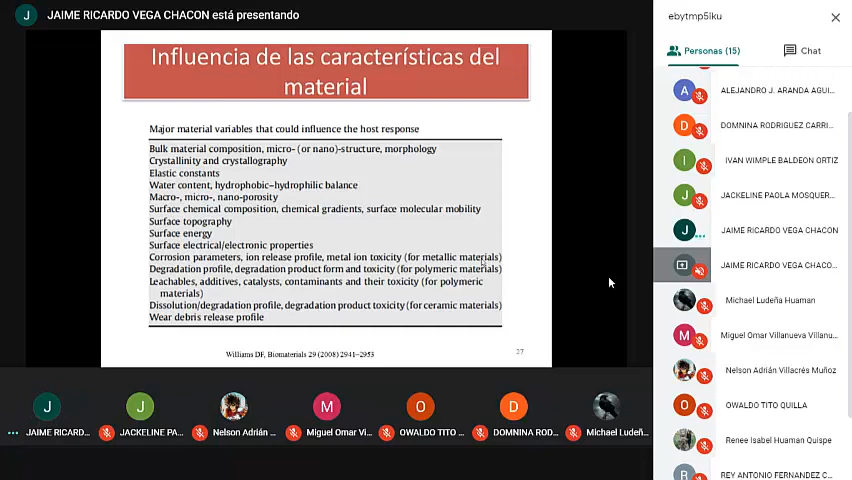 J JAIME RICARDO VEGA CHACON está presentando
Influencia de las características del
material
Major material variables that could influence the host response
Bulk material composition, micro- (or nano)-structure, morphology
Crystallinity and crystallography
Elastic constants
Water content, hydrophobic–hydrophilic balance
Macro-, micro-, nano-porosity
Surface chemical composition, chemical gradients, surface molecular mobility
Surface topography
Surface energy
Surface electrical/electronic properties
Corrosion parameters, ion release profile, metal ion toxicity (for metallic materials)
Degradation profile, degradation product form and toxicity (for polymeric materials)
Leachables, additives, catalysts, contaminants and their toxicity (for polymeric
materials)
Dissolution/degradation profile, degradation product toxicity (for ceramic materials)
Wear debris release profile
Williams DF, Biomaterials 29 (2008) 2941–2953
27
J
J
M
O
D
JAIME RICARD...
JACKELINE PA...
Nelson Adrián ...
Miguel Omar Vi...
OWALDO TITO ...
DOMNINA ROD...
Michael Ludeñ...
ebytmp5iku
Personas (15)
Chat
A ALEJANDRO J. ARANDA AGUI...
D DOMNINA RODRIGUEZ CARRI...
I IVAN WIMPLE BALDEON ORTIZ
J JACKELINE PAOLA MOSQUER...
J JAIME RICARDO VEGA CHACON
JAIME RICARDO VEGA CHACO...
Michael Ludeña Huaman
M Miguel Omar Villanueva Villanu...
Nelson Adrián Villacrés Muñoz
O OWALDO TITO QUILLA
Renee Isabel Huaman Quispe
R REY ANTONIO FERNANDEZ C...